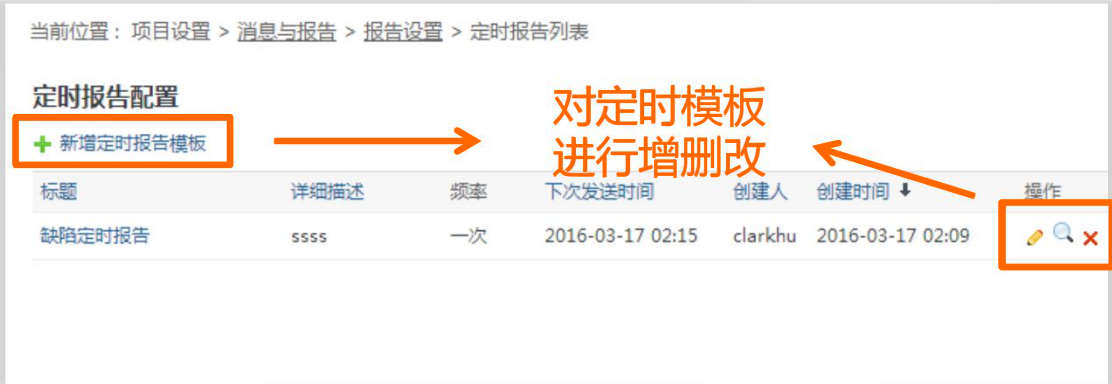 当前位置：项目设置 > 消息与报告 > 报告设置 > 定时报告列表
定时报告配置
新增定时报告模板
对定时模板
进行增删改
标题 详细描述 频率 下次发送时间 创建人 创建时间 操作
缺陷定时报告 ssss 一次 2016-03-17 02:15 clarkhu 2016-03-17 02:09